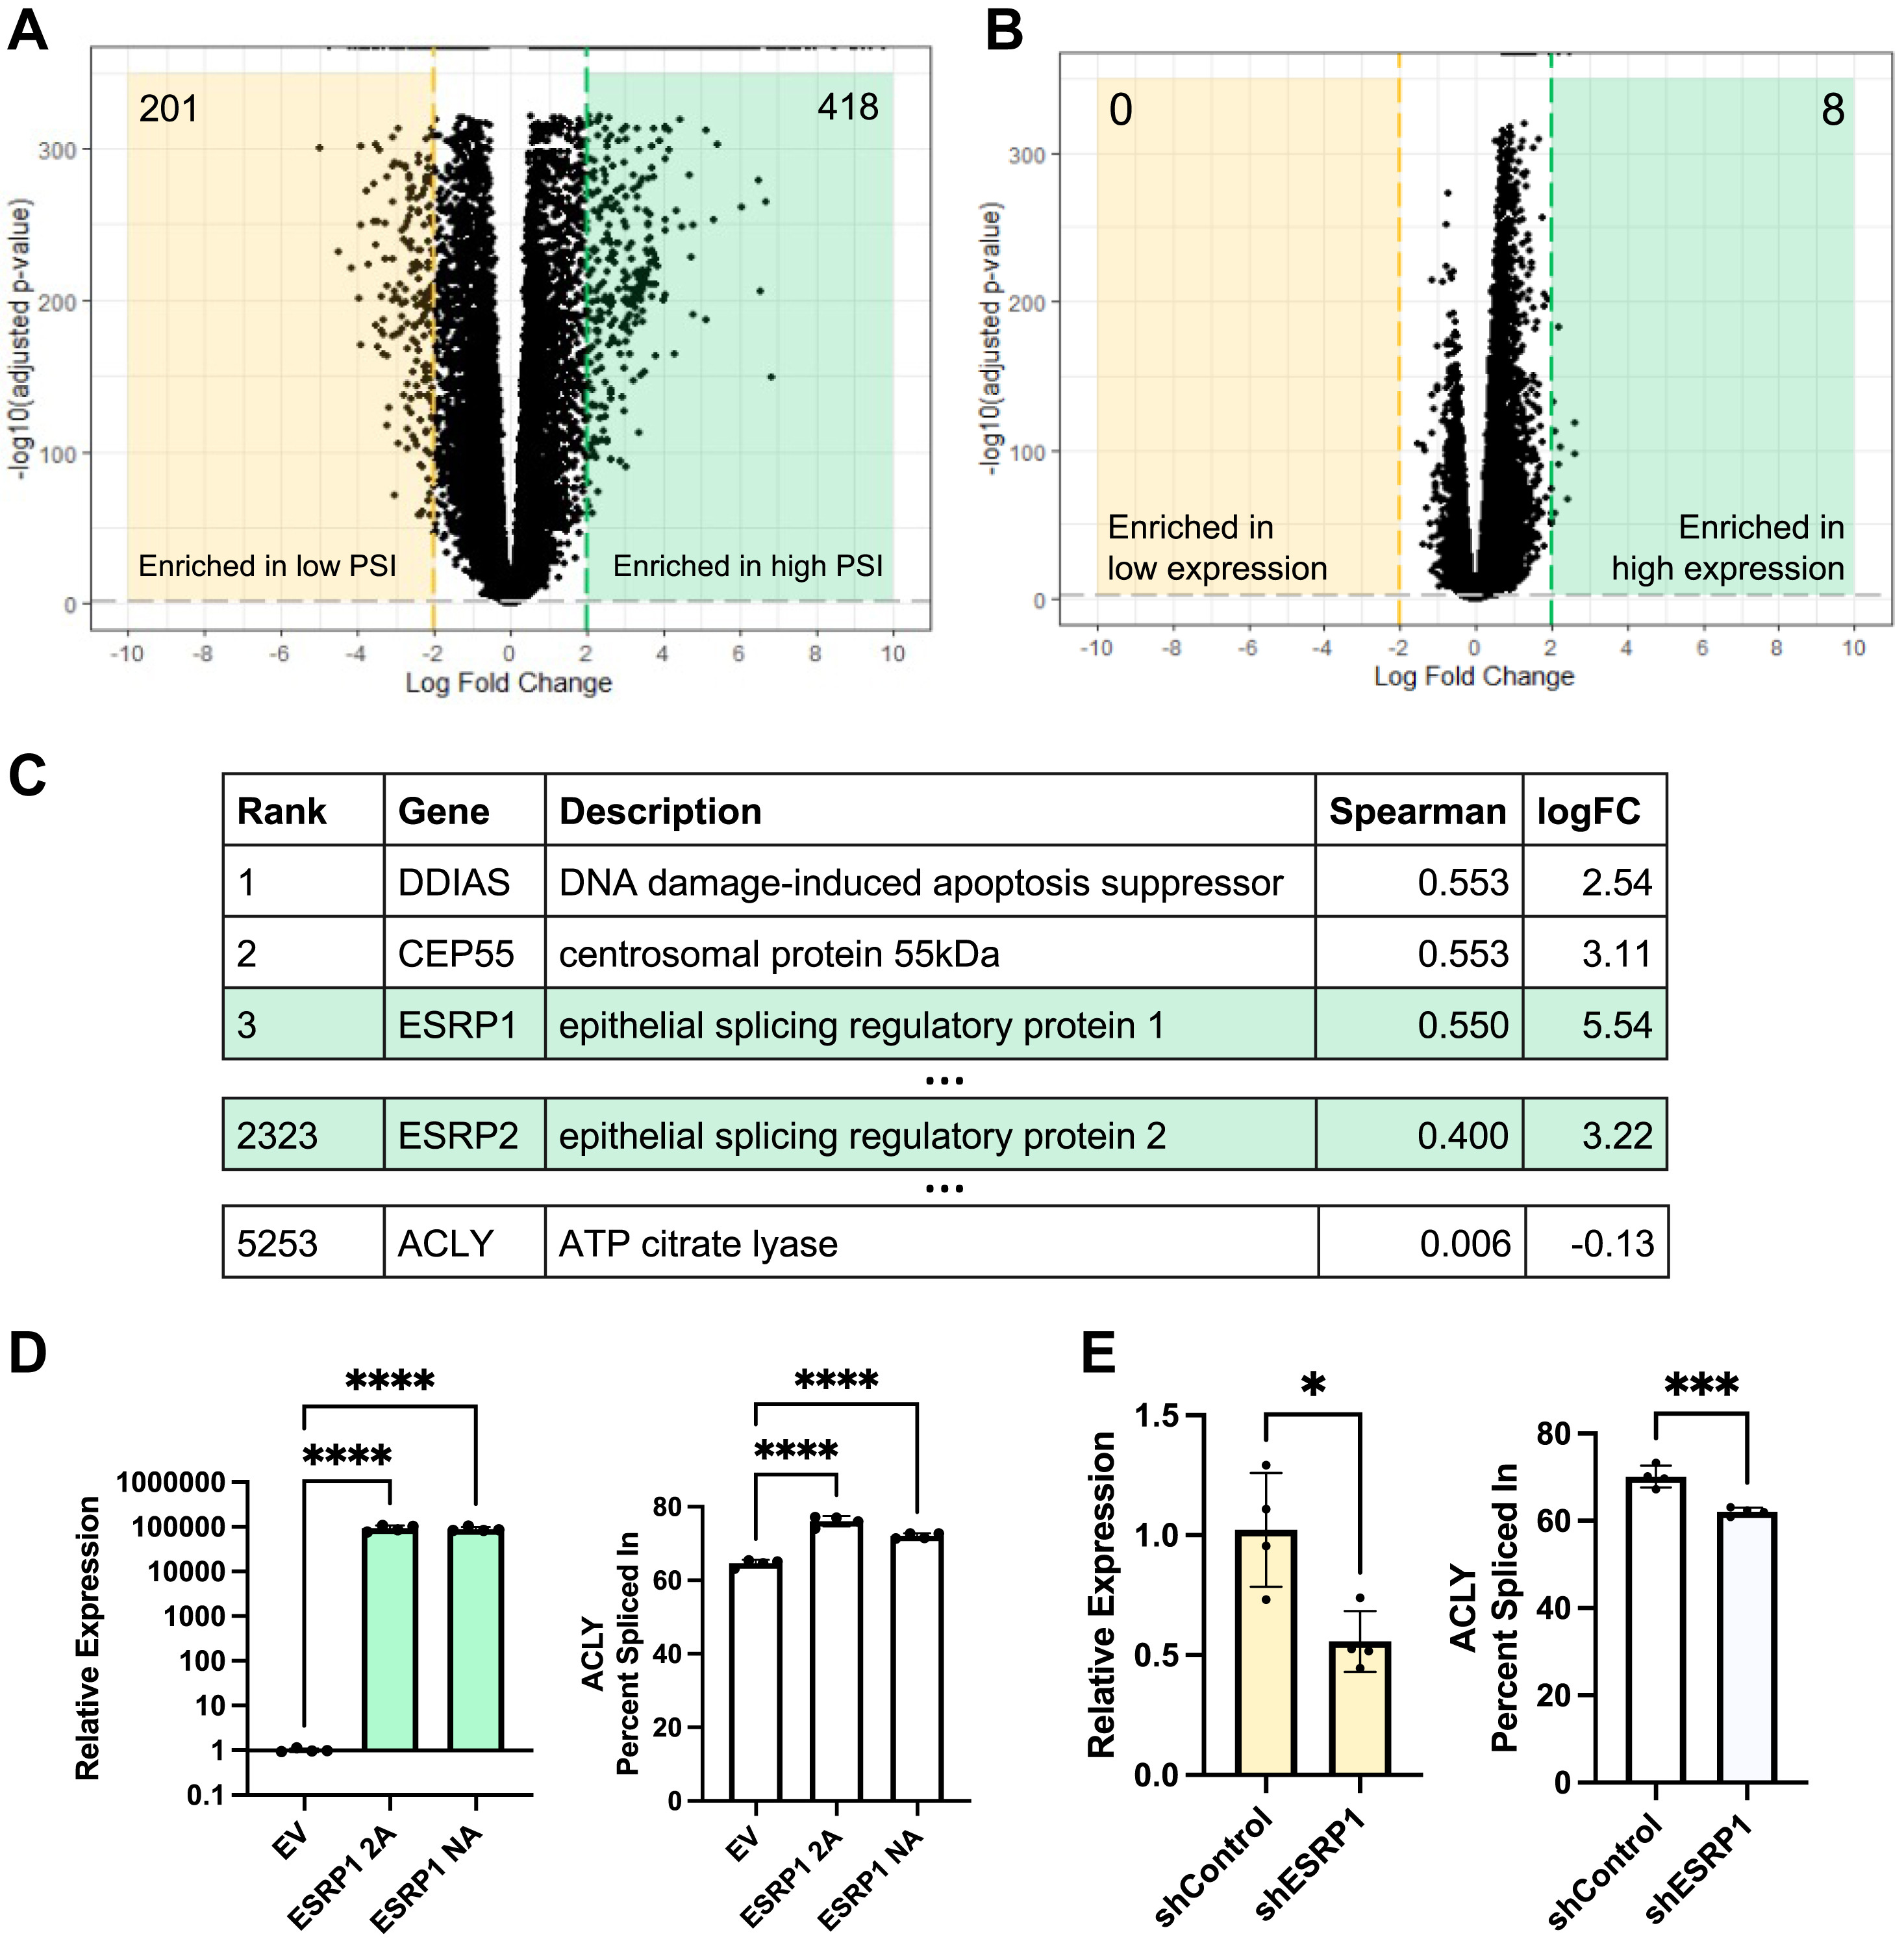 A
201
418
300
200
100
0
-log10(adjusted p-value)
Enriched in low PSI
Enriched in high PSI
-10 -8 -6 -4 -2 0 2 4 6 8 10
Log Fold Change
B
0
8
300
200
100
0
-log10(adjusted p-value)
Enriched in
low expression
Enriched in
high expression
-10 -8 -6 -4 -2 0 2 4 6 8 10
Log Fold Change
C
Rank Gene Description Spearman logFC
1 DDIAS DNA damage-induced apoptosis suppressor 0.553 2.54
2 CEP55 centrosomal protein 55kDa 0.553 3.11
3 ESRP1 epithelial splicing regulatory protein 1 0.550 5.54
...
2323 ESRP2 epithelial splicing regulatory protein 2 0.400 3.22
...
5253 ACLY ATP citrate lyase 0.006 -0.13
D
****
****
1000000
100000
10000
1000
100
10
1
0.1
Relative Expression
EV
ESRP1 2A
ESRP1 NA
****
****
80
60
40
20
0
ACLY
Percent Spliced In
EV
ESRP1 2A
ESRP1 NA
E
*
1.5
1.0
0.5
0.0
Relative Expression
shControl
shESRP1
***
80
60
40
20
0
ACLY
Percent Spliced In
shControl
shESRP1